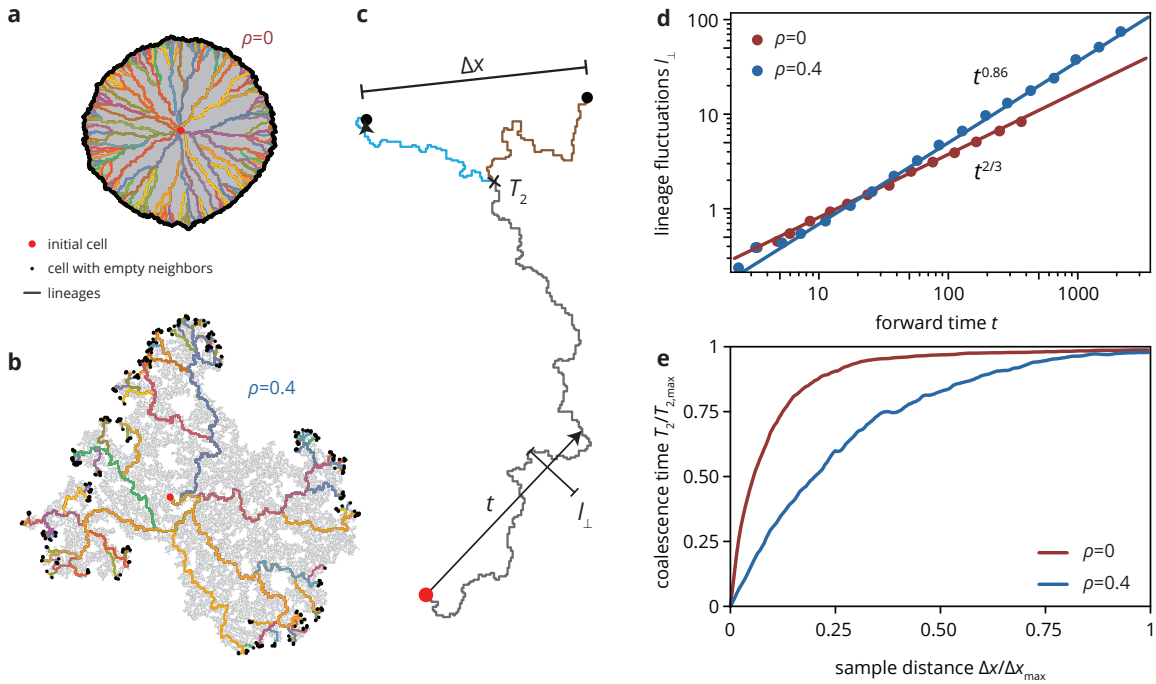 a
ρ=0
initial cell
cell with empty neighbors
lineages
b
ρ=0.4
c
Δx
T₂
t
l⊥
d
lineage fluctuations l⊥
100
10
1
ρ=0
ρ=0.4
t^0.86
t^2/3
10
100
1000
forward time t
e
coalescence time T₂/T₂,max
1
0.75
0.50
0.25
0
ρ=0
ρ=0.4
0
0.25
0.50
0.75
1
sample distance Δx/Δx_max